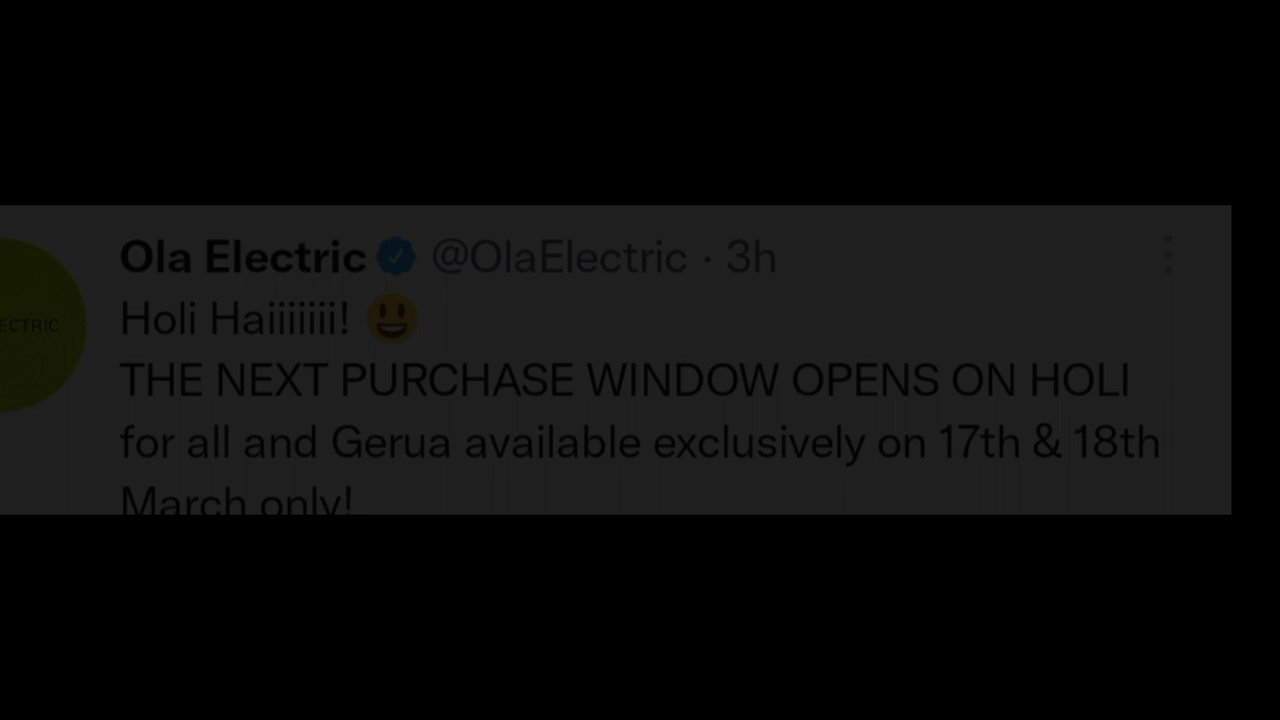 Ola Electric @OlaElectric · 3h
Holi Haiiiiiii! 😃
THE NEXT PURCHASE WINDOW OPENS ON HOLI
ECTRIC
for all and Gerua available exclusively on 17th & 18th
March only!